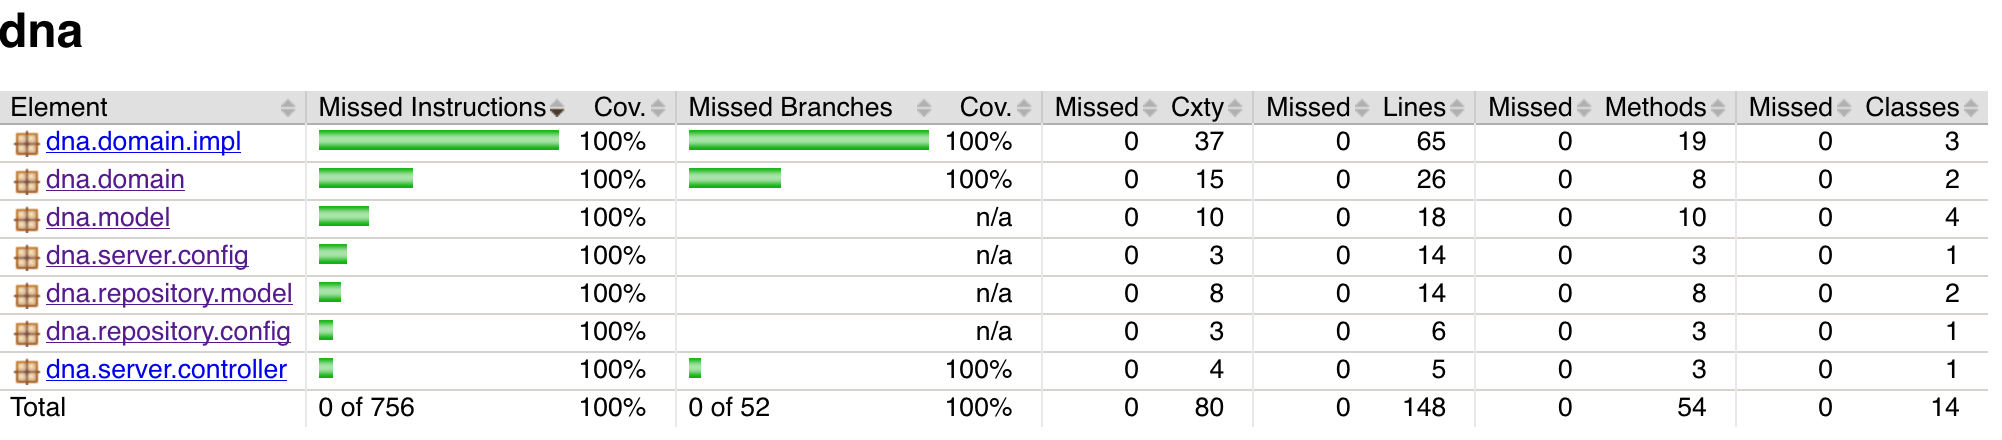 dna
Element Missed Instructions Cov. Missed Branches Cov. Missed Cxty Missed Lines Missed Methods Missed Classes
dna.domain.impl 100% 100% 0 37 0 65 0 19 0 3
dna.domain 100% 100% 0 15 0 26 0 8 0 2
dna.model 100% n/a 0 10 0 18 0 10 0 4
dna.server.config 100% n/a 0 3 0 14 0 3 0 1
dna.repository.model 100% n/a 0 8 0 14 0 8 0 2
dna.repository.config 100% n/a 0 3 0 6 0 3 0 1
dna.server.controller 100% 100% 0 4 0 5 0 3 0 1
Total 0 of 756 100% 0 of 52 100% 0 80 0 148 0 54 0 14